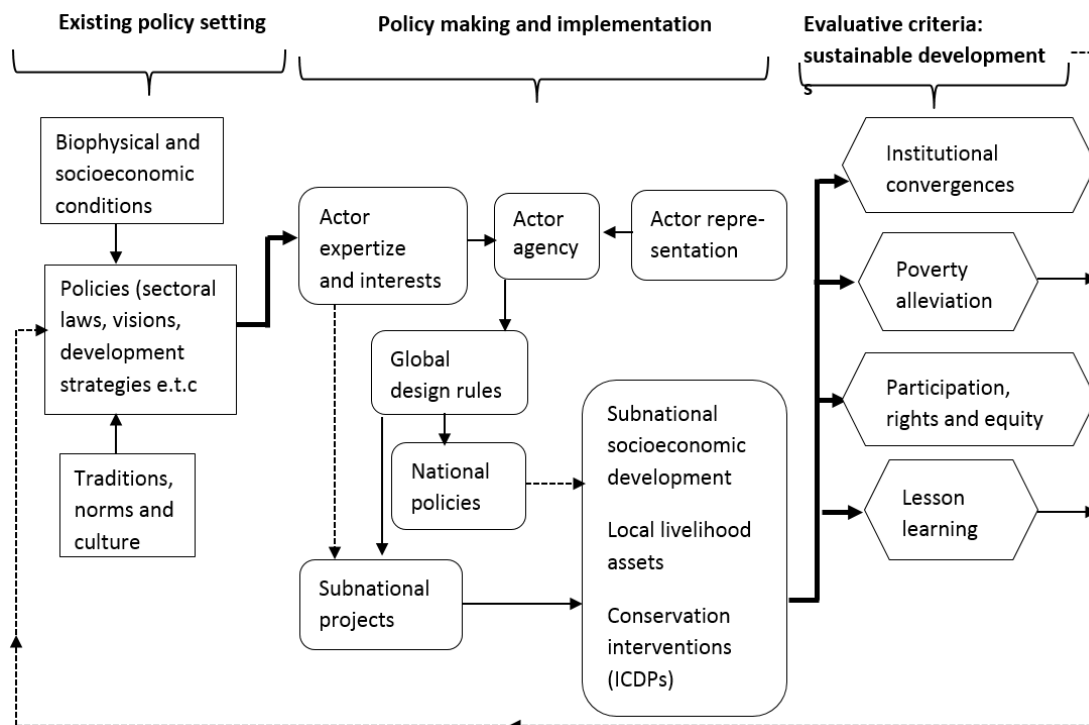 Existing policy setting
Policy making and implementation
Evaluative criteria:
sustainable development
s
Biophysical and
socioeconomic
conditions
Policies (sectoral
laws, visions,
development
strategies e.t.c
Traditions,
norms and
culture
Actor
expertize
and interests
Actor
agency
Actor repre-
sentation
Global
design rules
National
policies
Subnational
projects
Subnational
socioeconomic
development
Local livelihood
assets
Conservation
interventions
(ICDPs)
Institutional
convergences
Poverty
alleviation
Participation,
rights and equity
Lesson
learning